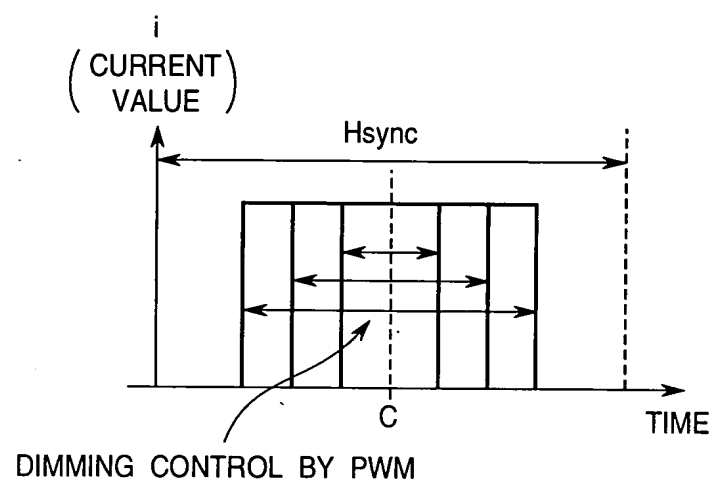 i
(CURRENT
VALUE)
Hsync
C
TIME
DIMMING CONTROL BY PWM